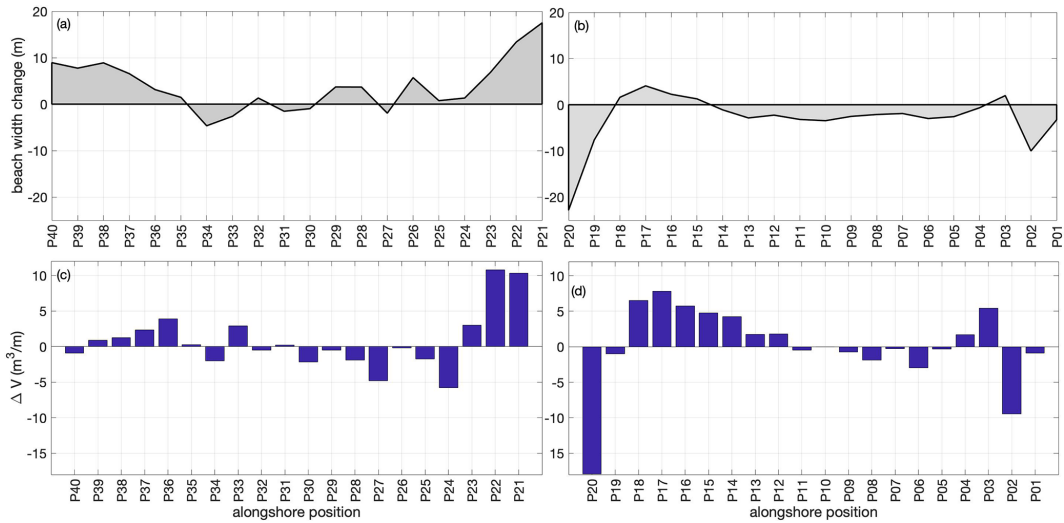 (a)
beach width change (m)
20
10
0
-10
-20
P40 P39 P38 P37 P36 P35 P34 P33 P32 P31 P30 P29 P28 P27 P26 P25 P24 P23 P22 P21
(b)
20
10
0
-10
-20
P20 P19 P18 P17 P16 P15 P14 P13 P12 P11 P10 P09 P08 P07 P06 P05 P04 P03 P02 P01
(c)
Δ V (m³/m)
10
5
0
-5
-10
-15
P40 P39 P38 P37 P36 P35 P34 P33 P32 P31 P30 P29 P28 P27 P26 P25 P24 P23 P22 P21
alongshore position
(d)
10
5
0
-5
-10
-15
P20 P19 P18 P17 P16 P15 P14 P13 P12 P11 P10 P09 P08 P07 P06 P05 P04 P03 P02 P01
alongshore position